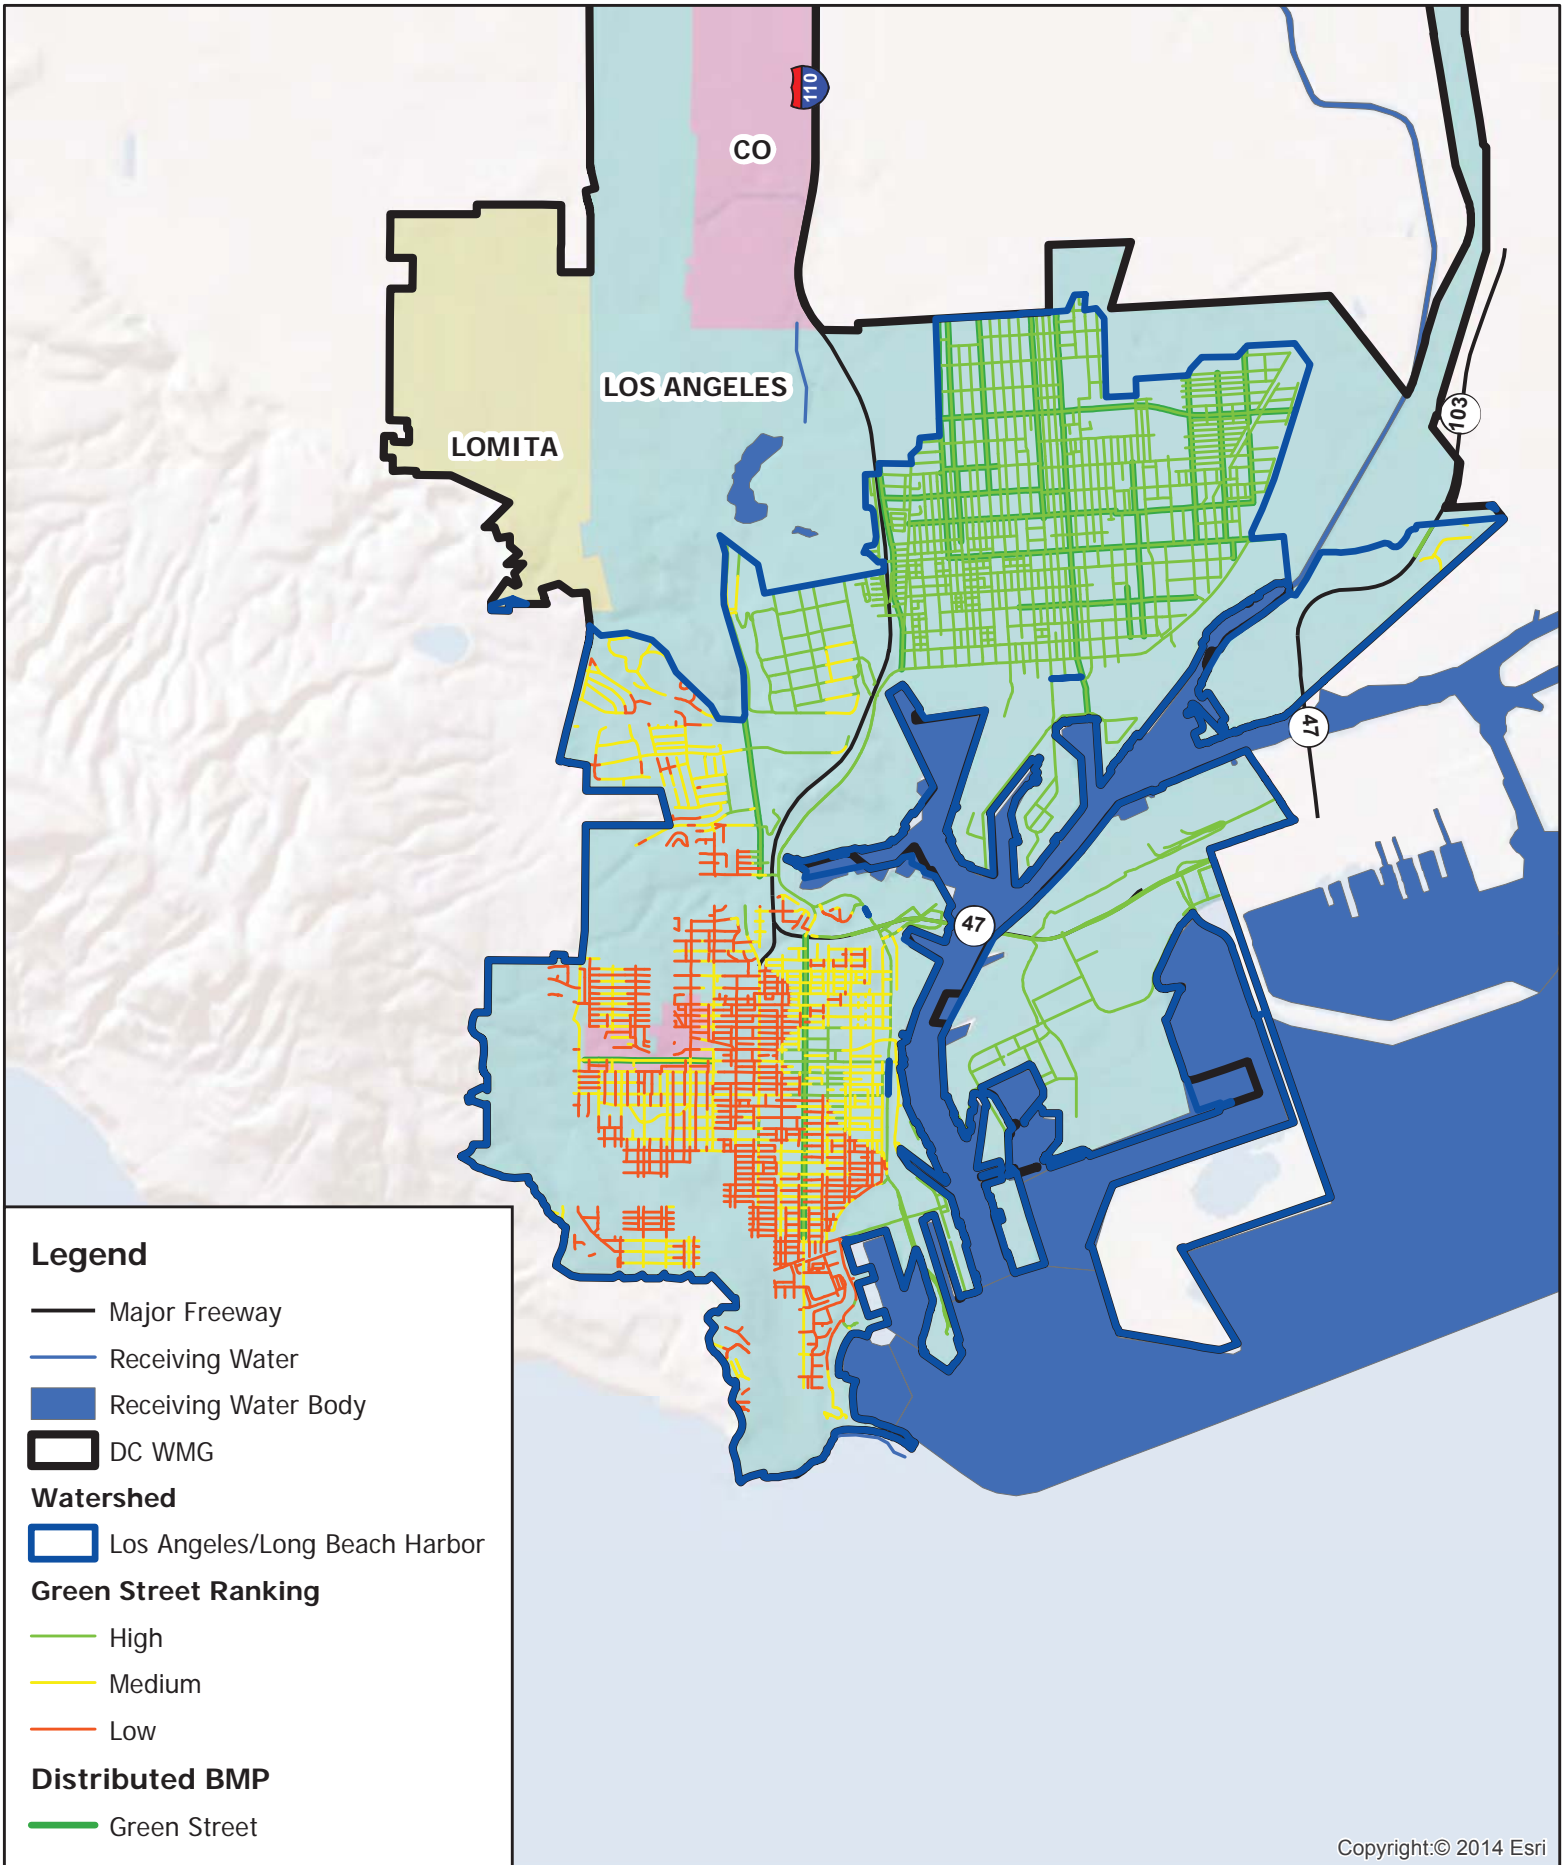 110
CO
LOS ANGELES
LOMITA
103
47
47
Legend
Major Freeway
Receiving Water
Receiving Water Body
DC WMG
Watershed
Los Angeles/Long Beach Harbor
Green Street Ranking
High
Medium
Low
Distributed BMP
Green Street
Copyright:© 2014 Esri